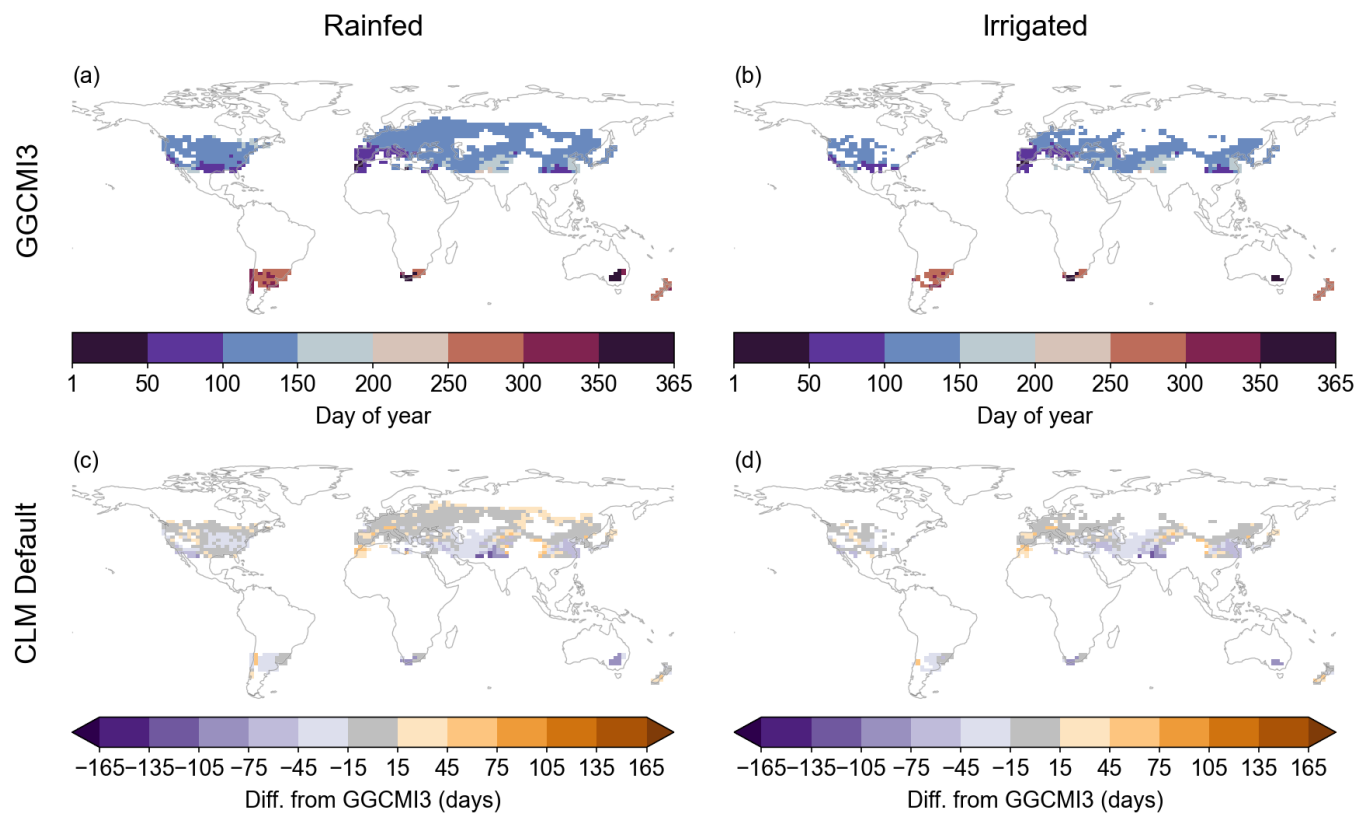 Rainfed
Irrigated
GGCMI3
(a)
(b)
1 50 100 150 200 250 300 350 365
Day of year
1 50 100 150 200 250 300 350 365
Day of year
CLM Default
(c)
(d)
−165 −135 −105 −75 −45 −15 15 45 75 105 135 165
Diff. from GGCMI3 (days)
−165 −135 −105 −75 −45 −15 15 45 75 105 135 165
Diff. from GGCMI3 (days)